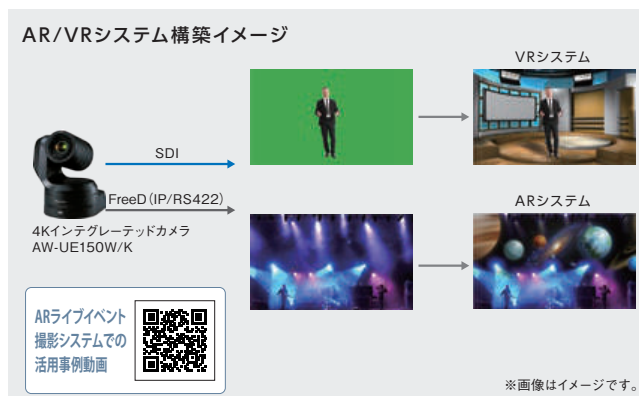 AR/VRシステム構築イメージ
VRシステム
SDI
FreeD(IP/RS422)
4Kインテグレーテッドカメラ
AW-UE150W/K
ARシステム
ARライブイベント
撮影システムでの
活用事例動画
※画像はイメージです。